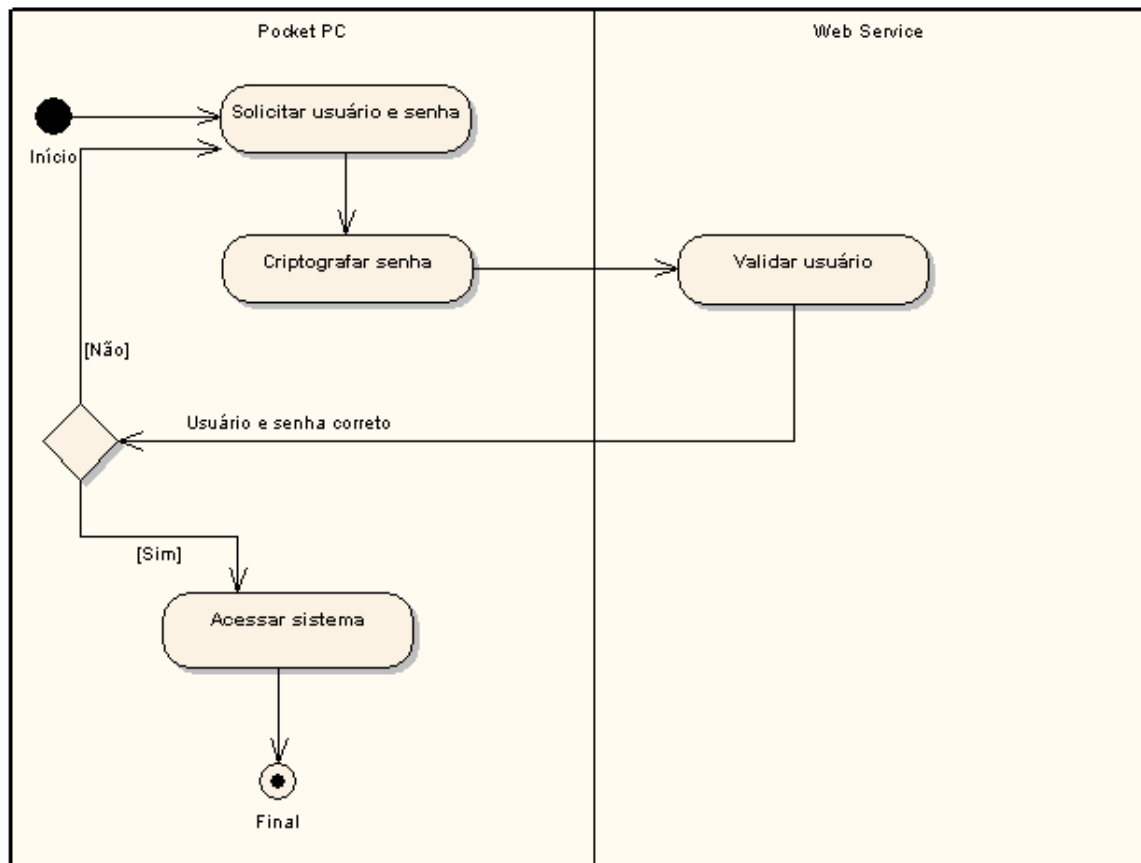 Pocket PC
Web Service
Solicitar usuário e senha
Início
Criptografar senha
Validar usuário
[Não]
Usuário e senha correto
[Sim]
Acessar sistema
Final